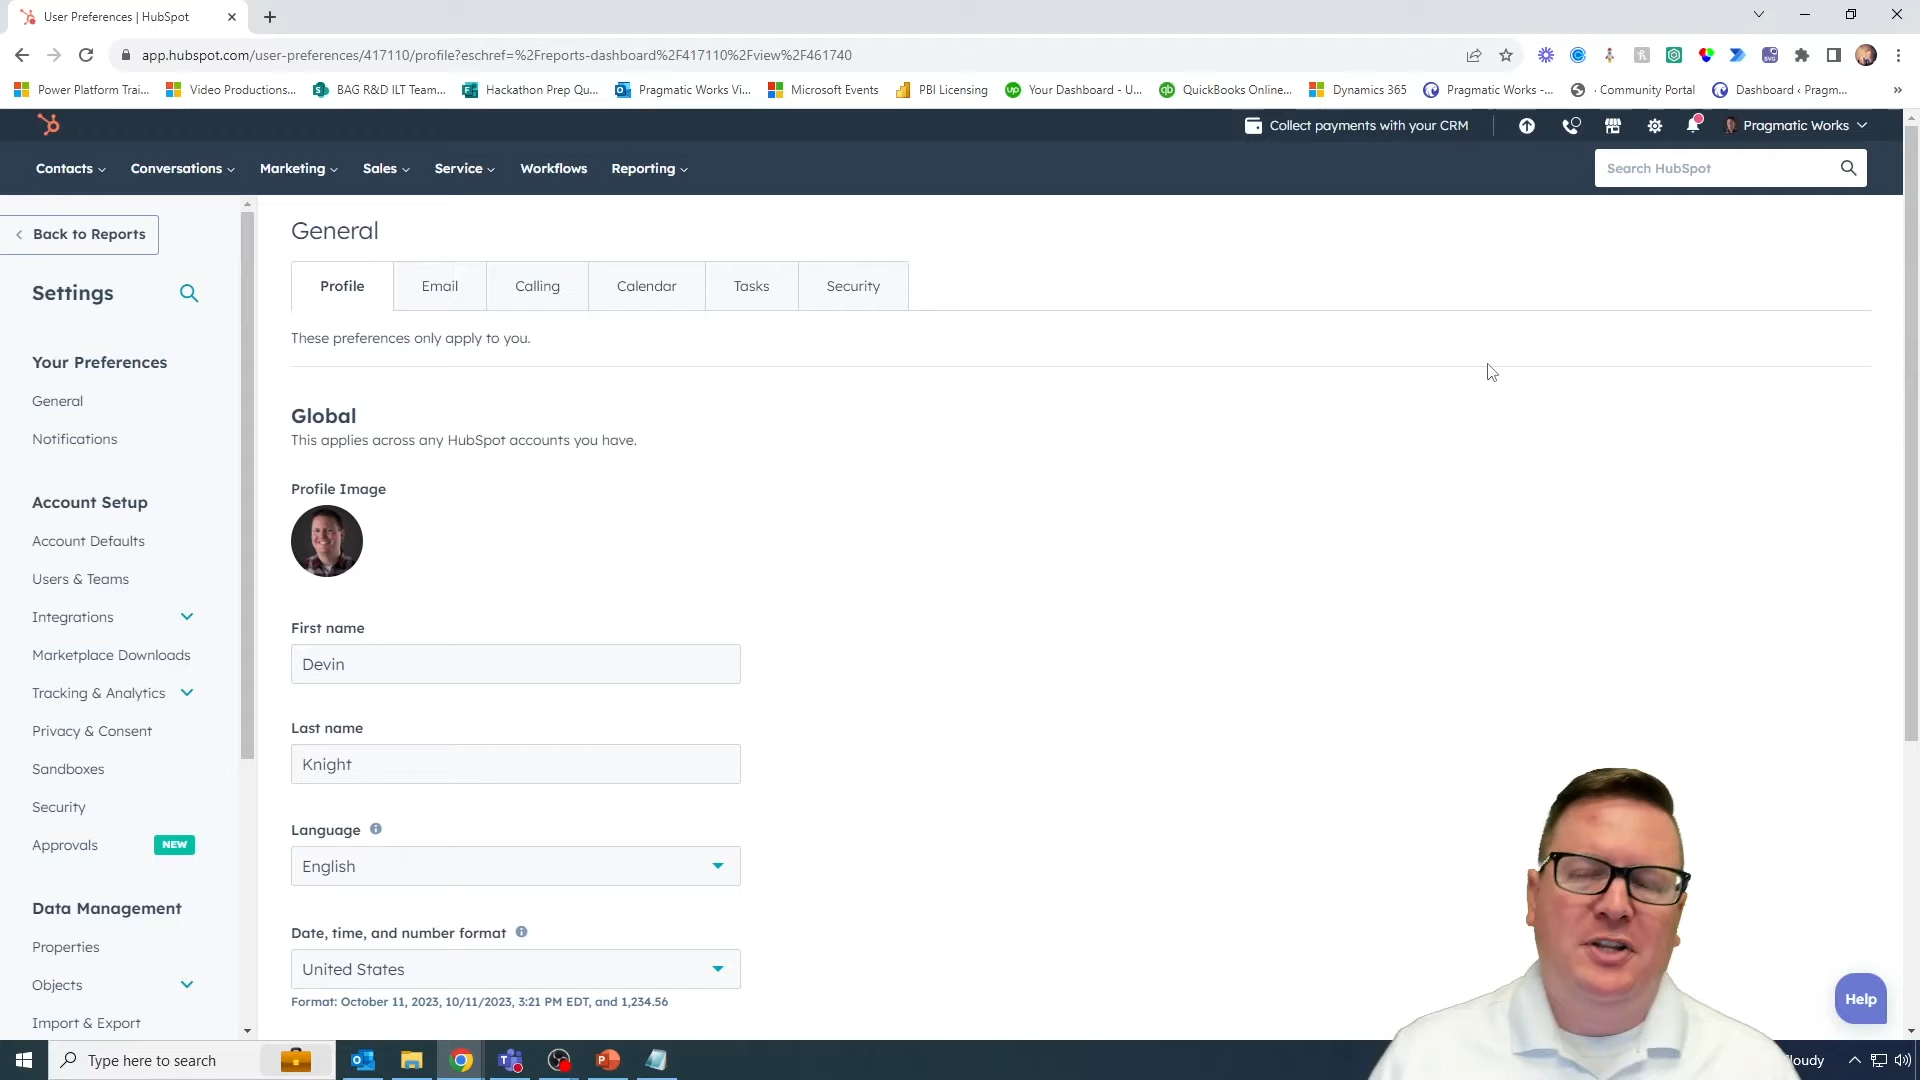 User Preferences | HubSpot
app.hubspot.com/user-preferences/417110/profile?eschref=%2Freports-dashboard%2F417110%2Fview%2F461740
Power Platform Trai...
Video Productions...
BAG R&D ILT Team...
Hackathon Prep Qu...
Pragmatic Works Vi...
Microsoft Events
PBI Licensing
Your Dashboard - U...
QuickBooks Online...
Dynamics 365
Pragmatic Works -...
· Community Portal
Dashboard ‹ Pragm...
»
Collect payments with your CRM
Pragmatic Works
Contacts
Conversations
Marketing
Sales
Service
Workflows
Reporting
Search HubSpot
Back to Reports
Settings
Your Preferences
General
Notifications
Account Setup
Account Defaults
Users & Teams
Integrations
Marketplace Downloads
Tracking & Analytics
Privacy & Consent
Sandboxes
Security
Approvals
NEW
Data Management
Properties
Objects
Import & Export
General
Profile
Email
Calling
Calendar
Tasks
Security
These preferences only apply to you.
Global
This applies across any HubSpot accounts you have.
Profile Image
First name
Devin
Last name
Knight
Language
English
Date, time, and number format
United States
Format: October 11, 2023, 10/11/2023, 3:21 PM EDT, and 1,234.56
Help
Type here to search